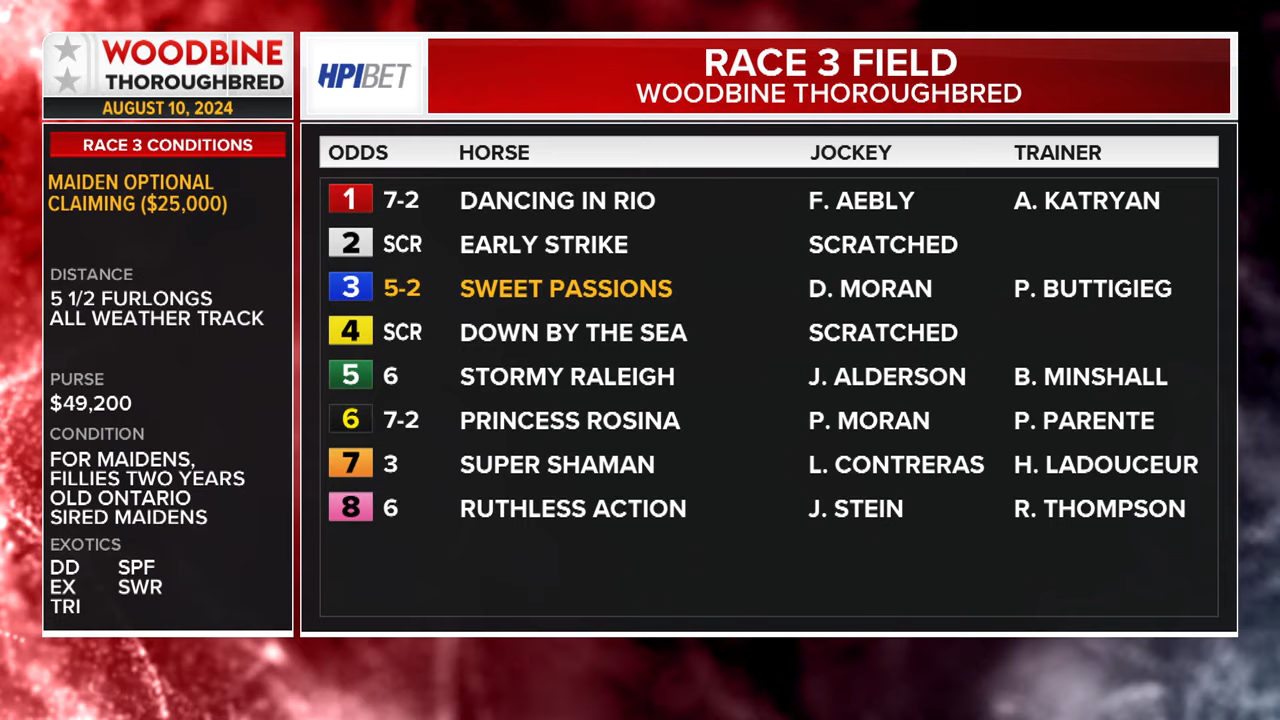 WOODBINE
THOROUGHBRED
AUGUST 10, 2024
RACE 3 CONDITIONS
MAIDEN OPTIONAL
CLAIMING ($25,000)
DISTANCE
5 1/2 FURLONGS
ALL WEATHER TRACK
PURSE
$49,200
CONDITION
FOR MAIDENS,
FILLIES TWO YEARS
OLD ONTARIO
SIRED MAIDENS
EXOTICS
DD SPF
EX SWR
TRI
HPIBET
RACE 3 FIELD
WOODBINE THOROUGHBRED
ODDS HORSE JOCKEY TRAINER
1 7-2 DANCING IN RIO F. AEBLY A. KATRYAN
2 SCR EARLY STRIKE SCRATCHED
3 5-2 SWEET PASSIONS D. MORAN P. BUTTIGIEG
4 SCR DOWN BY THE SEA SCRATCHED
5 6 STORMY RALEIGH J. ALDERSON B. MINSHALL
6 7-2 PRINCESS ROSINA P. MORAN P. PARENTE
7 3 SUPER SHAMAN L. CONTRERAS H. LADOUCEUR
8 6 RUTHLESS ACTION J. STEIN R. THOMPSON